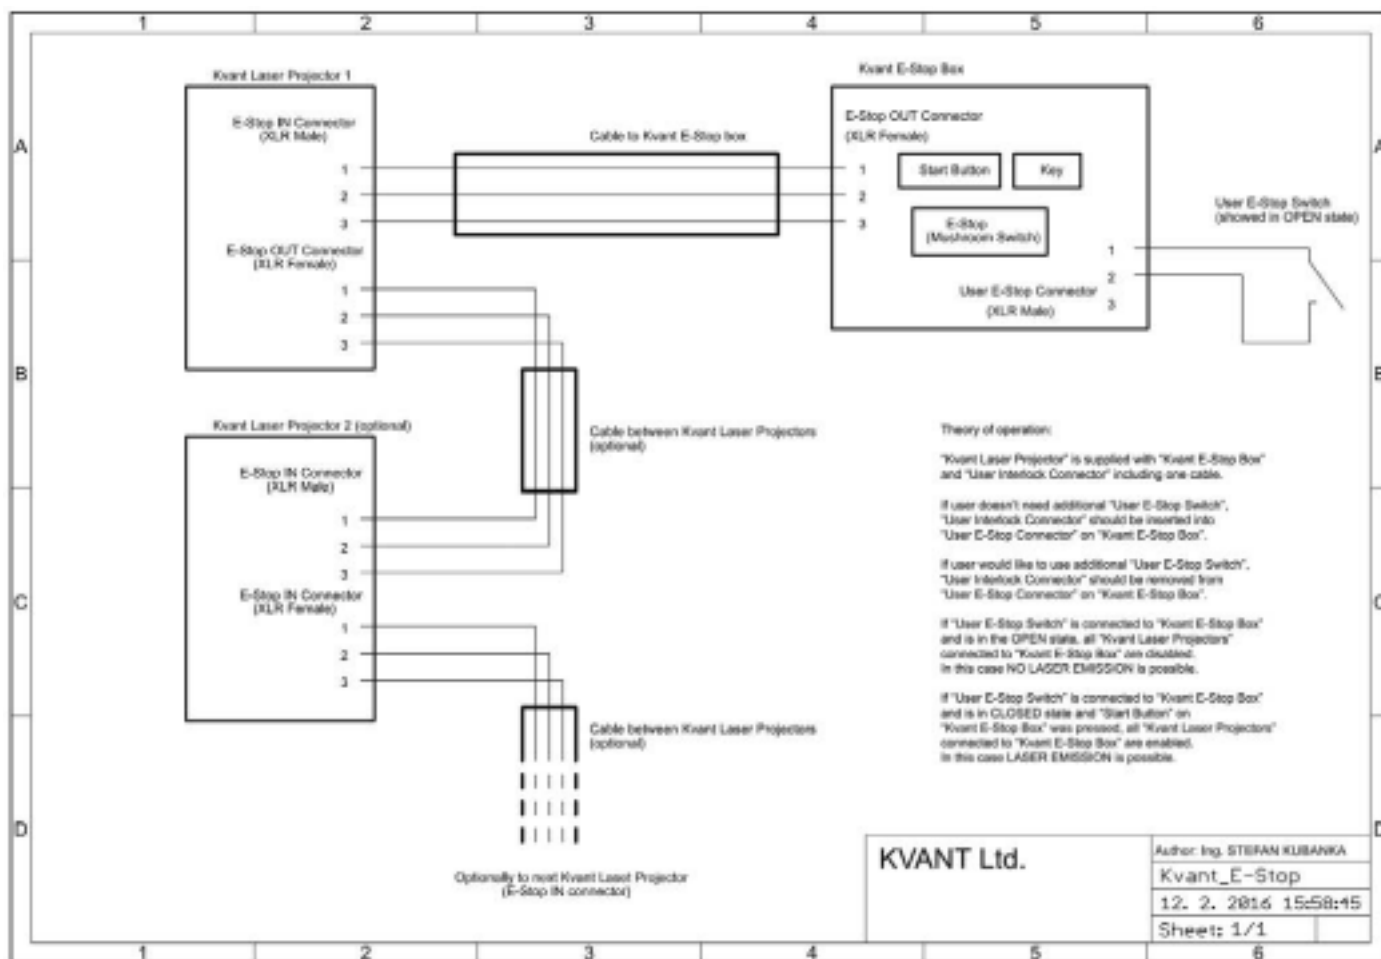 1 2 3 4 5 6
Kvant Laser Projector 1
E-Stop IN Connector
(XLR Male)
1
2
3
E-Stop OUT Connector
(XLR Female)
1
2
3
Cable to Kvant E-Stop box
Kvant E-Stop Box
E-Stop OUT Connector
(XLR Female)
1
2
3
Start Button
Key
E-Stop
(Mushroom Switch)
User E-Stop Connector
(XLR Male)
1
2
3
User E-Stop Switch
(showed in OPEN state)
A
A
B
B
C
C
D
D
Kvant Laser Projector 2 (optional)
E-Stop IN Connector
(XLR Male)
1
2
3
E-Stop IN Connector
(XLR Female)
1
2
3
Cable between Kvant Laser Projectors
(optional)
Cable between Kvant Laser Projectors
(optional)
Optionally to next Kvant Laser Projector
(E-Stop IN connector)
Theory of operation:
"Kvant Laser Projector" is supplied with "Kvant E-Stop Box"
and "User Interlock Connector" including one cable.
If user doesn't need additional "User E-Stop Switch",
"User Interlock Connector" should be inserted into
"User E-Stop Connector" on "Kvant E-Stop Box".
If user would like to use additional "User E-Stop Switch",
"User Interlock Connector" should be removed from
"User E-Stop Connector" on "Kvant E-Stop Box".
If "User E-Stop Switch" is connected to "Kvant E-Stop Box"
and is in the OPEN state, all "Kvant Laser Projectors"
connected to "Kvant E-Stop Box" are disabled.
In this case NO LASER EMISSION is possible.
If "User E-Stop Switch" is connected to "Kvant E-Stop Box"
and is in CLOSED state and "Start Button" on
"Kvant E-Stop Box" was pressed, all "Kvant Laser Projectors"
connected to "Kvant E-Stop Box" are enabled.
In this case LASER EMISSION is possible.
KVANT Ltd.
Author: Ing. STEFAN KUBANKA
Kvant_E-Stop
12. 2. 2016 15:58:45
Sheet: 1/1
1 2 3 4 5 6